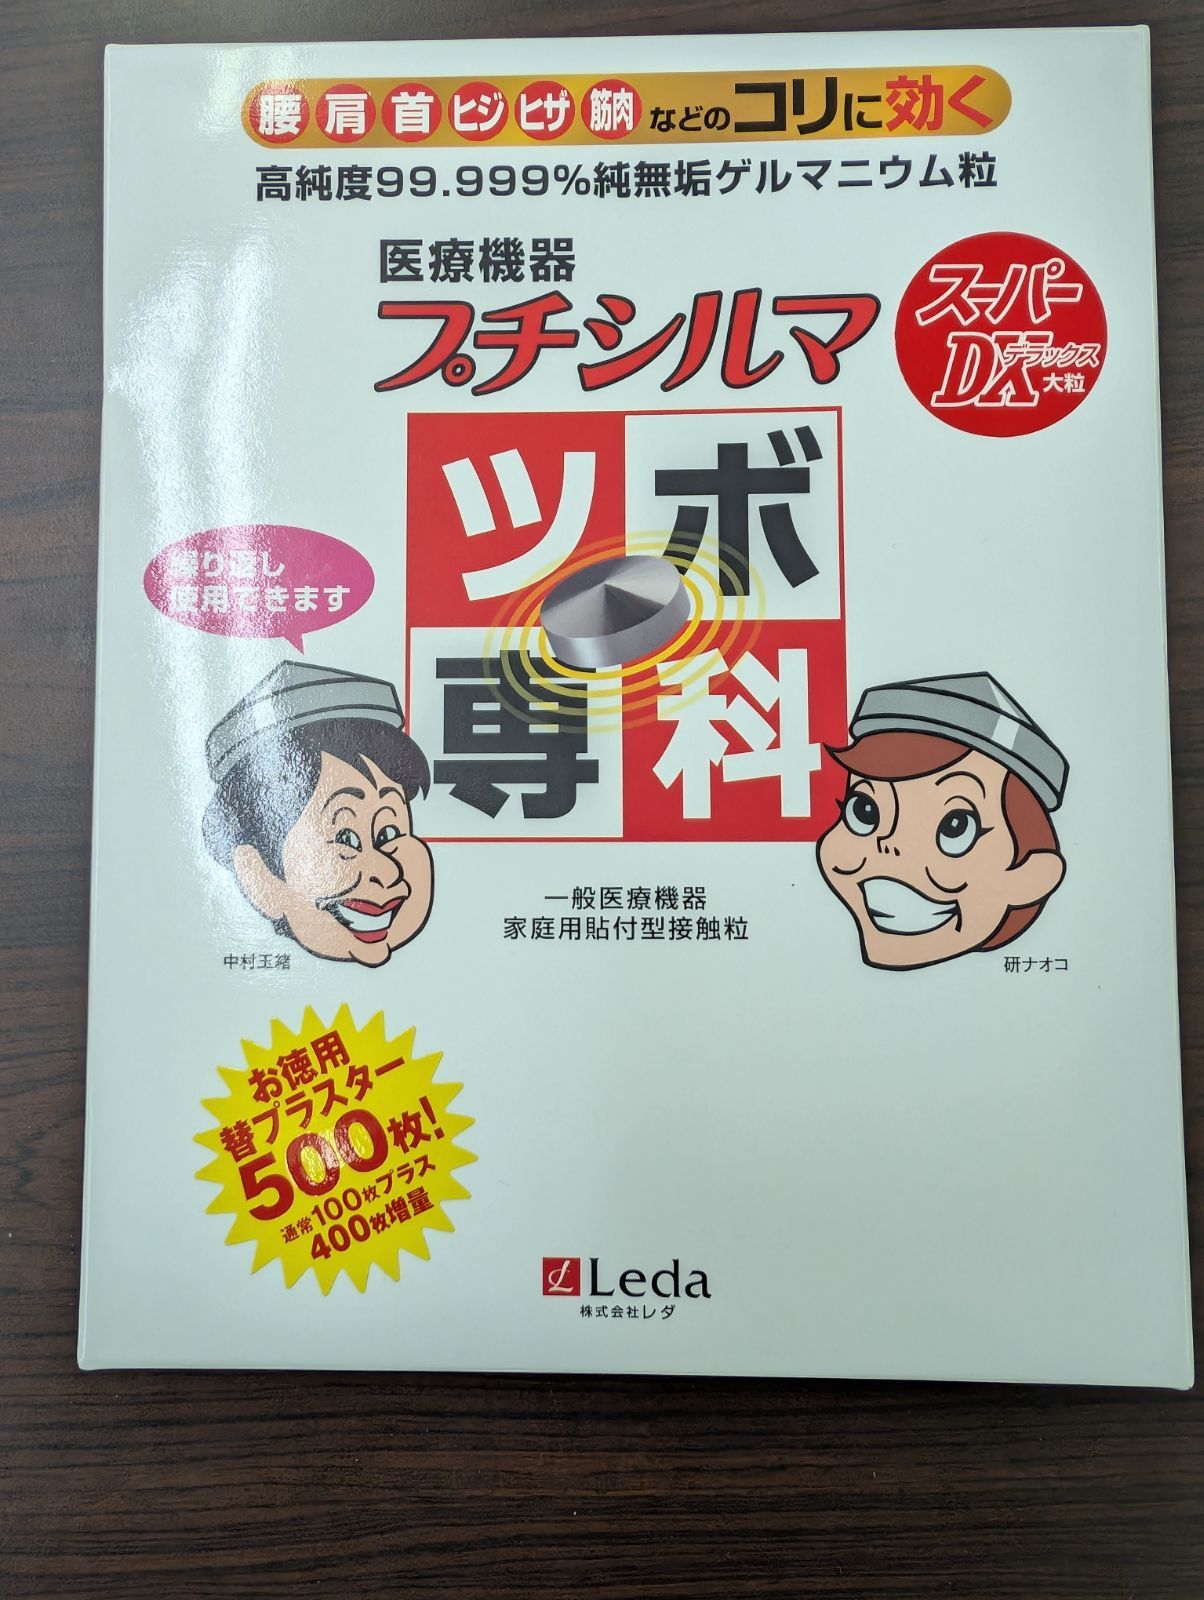 腰 肩 首 ヒジ ヒザ 筋肉 などのコリに効く
高純度99.999%純無垢ゲルマニウム粒
医療機器
プチシルマ
スーパー
DXデラックス
大粒
ツボ
専科
繰り返し
使用できます
一般医療機器
家庭用貼付型接触粒
中村玉緒
研ナオコ
お徳用
替プラスター
500枚!
通常100枚プラス
400枚増量
Leda
株式会社レダ